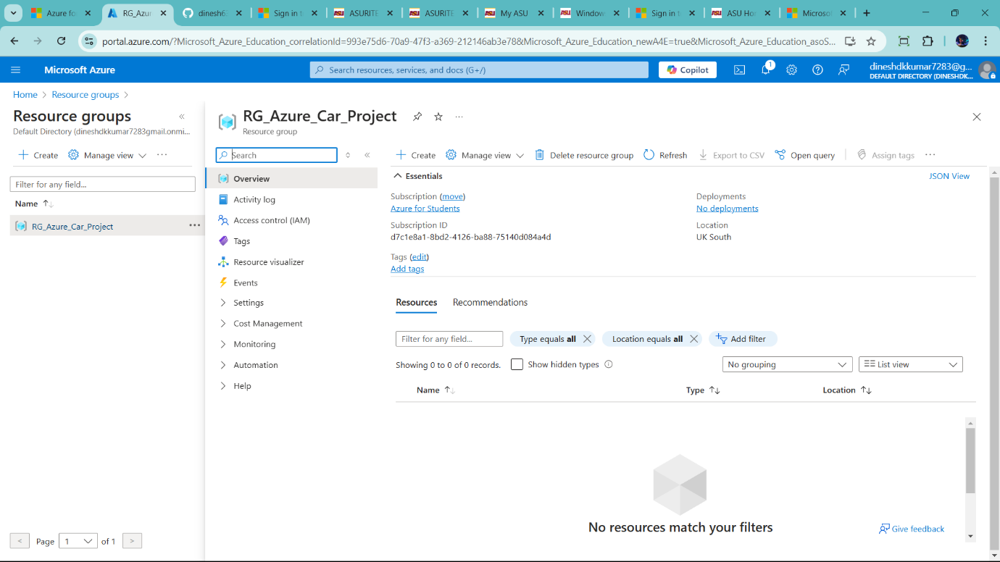 Azure fo
RG_Azur
dinesh6
Sign in t
ASURITE
ASURITE
My ASU
Window
Sign in t
ASU Hor
Microso
portal.azure.com/?Microsoft_Azure_Education_correlationId=993e75d6-70a9-47f3-a369-212146ab3e78&Microsoft_Azure_Education_newA4E=true&Microsoft_Azure_Education_asoS...
Microsoft Azure
Search resources, services, and docs (G+/)
Copilot
1
dineshdkkumar7283@g...
DEFAULT DIRECTORY (DINESHDK...
Home > Resource groups >
Resource groups
Default Directory (dineshdkkumar7283gmail.onmi...
Create
Manage view
Filter for any field...
Name
RG_Azure_Car_Project
Page 1 of 1
RG_Azure_Car_Project
Resource group
Search
Overview
Activity log
Access control (IAM)
Tags
Resource visualizer
Events
Settings
Cost Management
Monitoring
Automation
Help
Create
Manage view
Delete resource group
Refresh
Export to CSV
Open query
Assign tags
Essentials
JSON View
Subscription (move)
Azure for Students
Subscription ID
d7c1e8a1-8bd2-4126-ba88-75140d084a4d
Tags (edit)
Add tags
Deployments
No deployments
Location
UK South
Resources
Recommendations
Filter for any field...
Type equals all
Location equals all
Add filter
Showing 0 to 0 of 0 records.
Show hidden types
No grouping
List view
Name
Type
Location
No resources match your filters
Give feedback